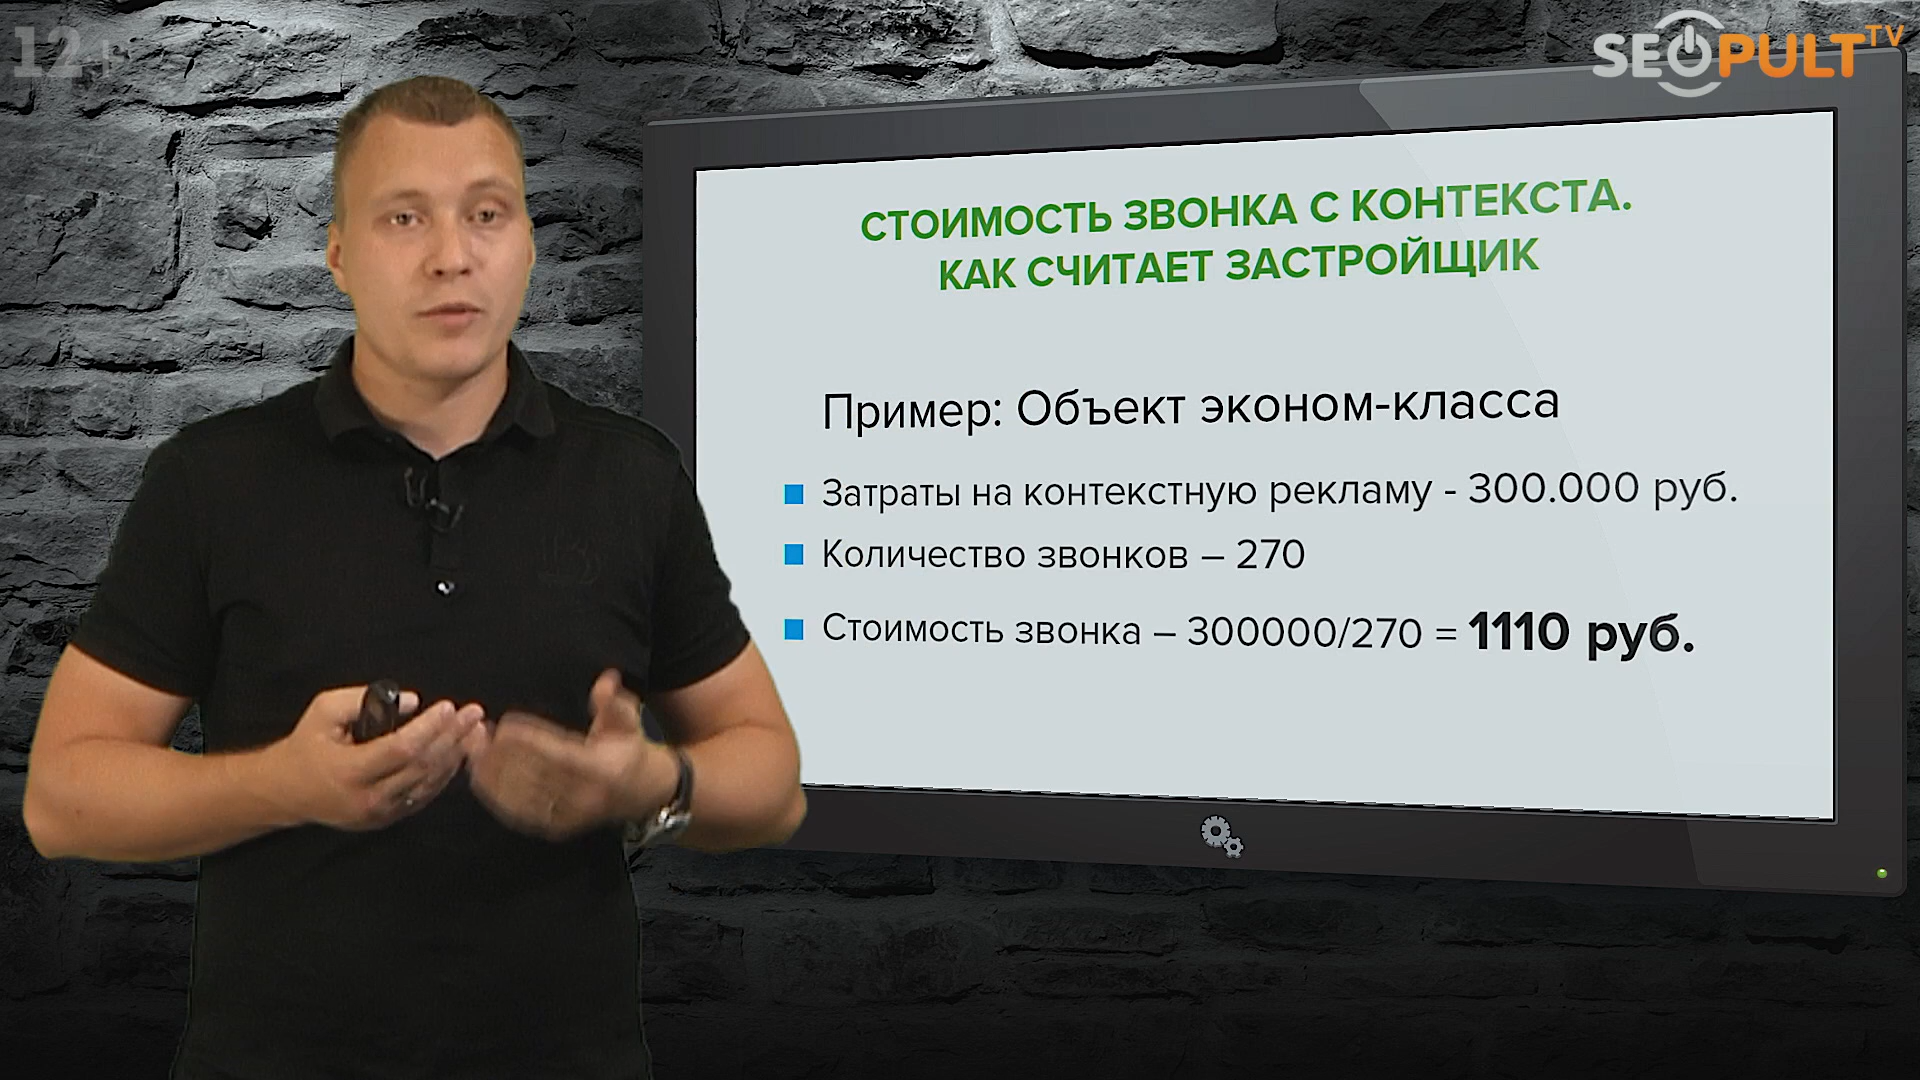 12+
SEOPULT TV
СТОИМОСТЬ ЗВОНКА С КОНТЕКСТА.
КАК СЧИТАЕТ ЗАСТРОЙЩИК
Пример: Объект эконом-класса
Затраты на контекстную рекламу - 300.000 руб.
Количество звонков – 270
Стоимость звонка – 300000/270 = 1110 руб.